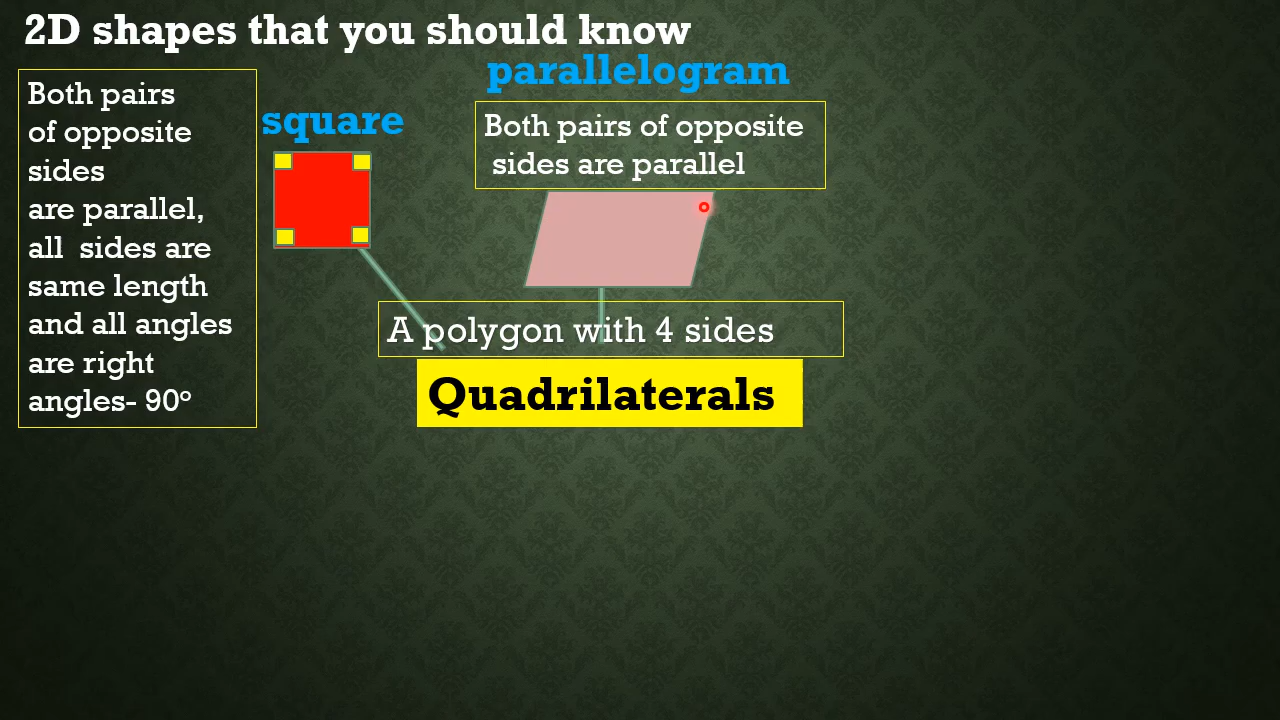 2D shapes that you should know
parallelogram
Both pairs
of opposite
sides
are parallel,
all  sides are
same length
and all angles
are right
angles- 90º
square
Both pairs of opposite
sides are parallel
A polygon with 4 sides
Quadrilaterals